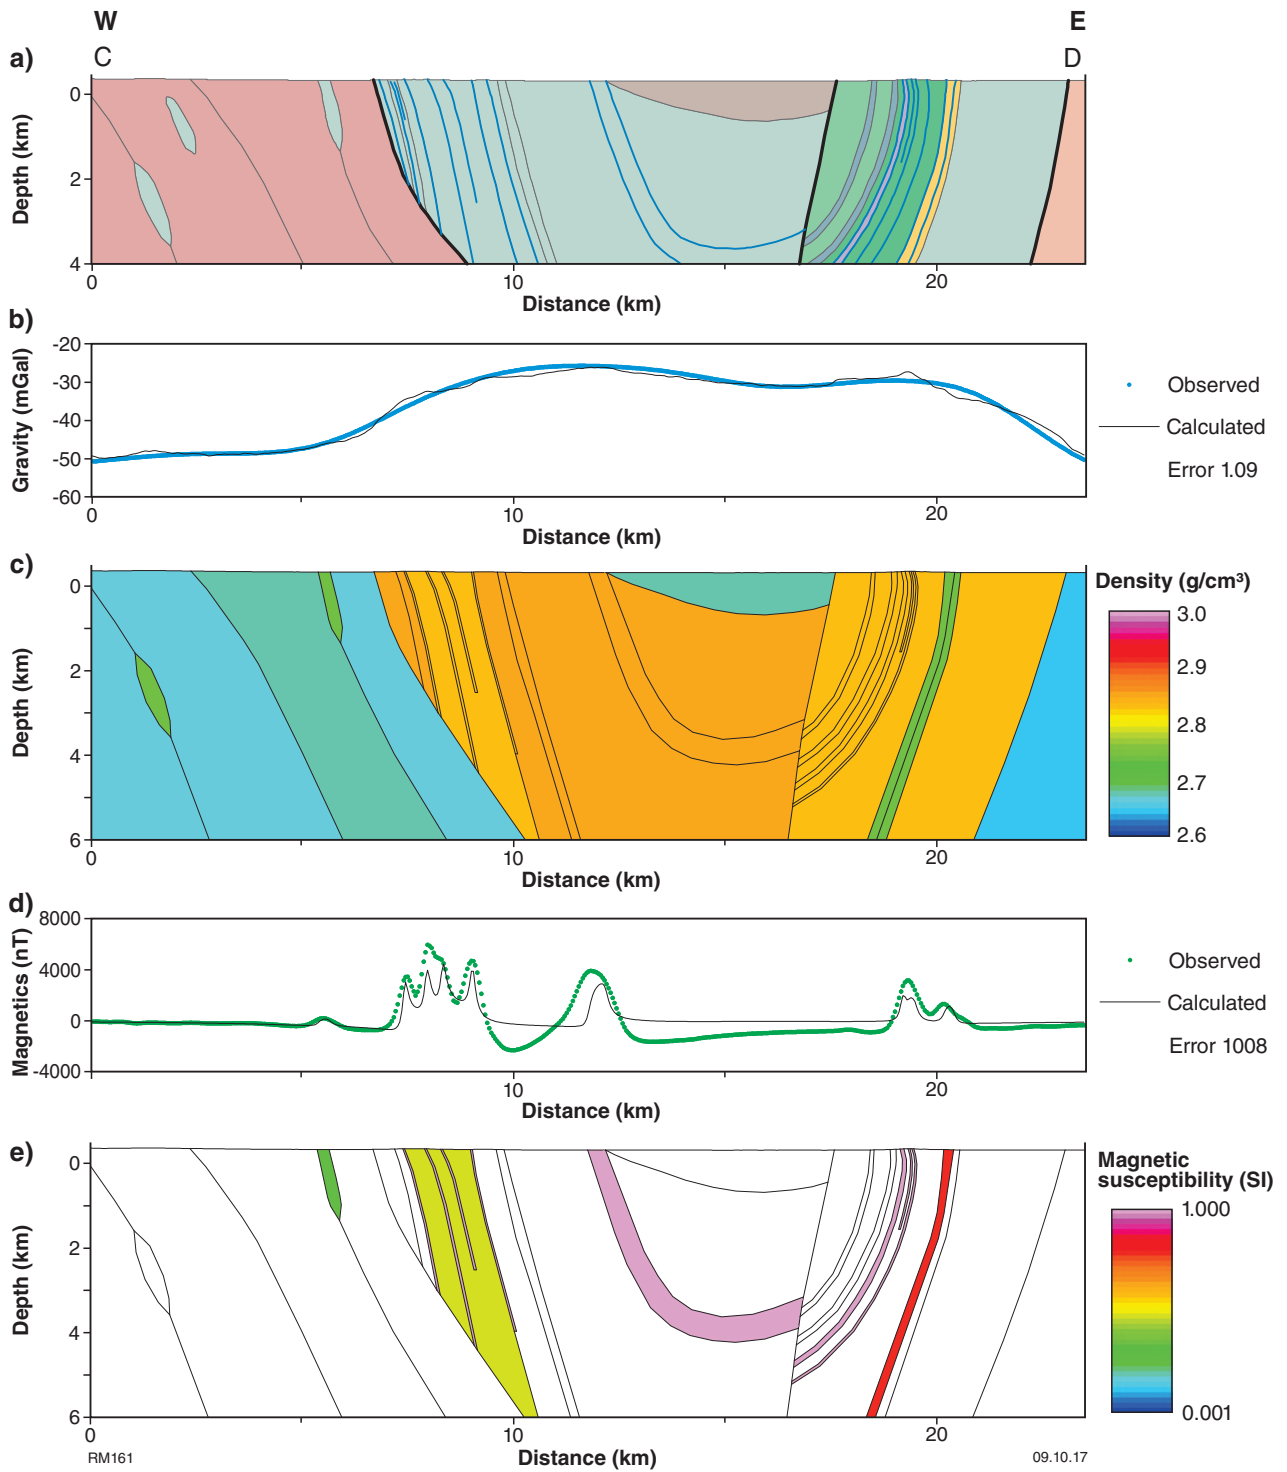 W E
a) C D
0
2
4
Depth (km)
0 10 20
Distance (km)
b)
-20
-30
-40
-50
-60
Gravity (mGal)
0 10 20
Distance (km)
Observed
Calculated
Error 1.09
c)
0
2
4
6
Depth (km)
0 10 20
Distance (km)
Density (g/cm³)
3.0
2.9
2.8
2.7
2.6
d)
8000
4000
0
-4000
Magnetics (nT)
10 20
Distance (km)
Observed
Calculated
Error 1008
e)
0
2
4
6
Depth (km)
0 10 20
Distance (km)
Magnetic
susceptibility (SI)
1.000
0.001
RM161 09.10.17